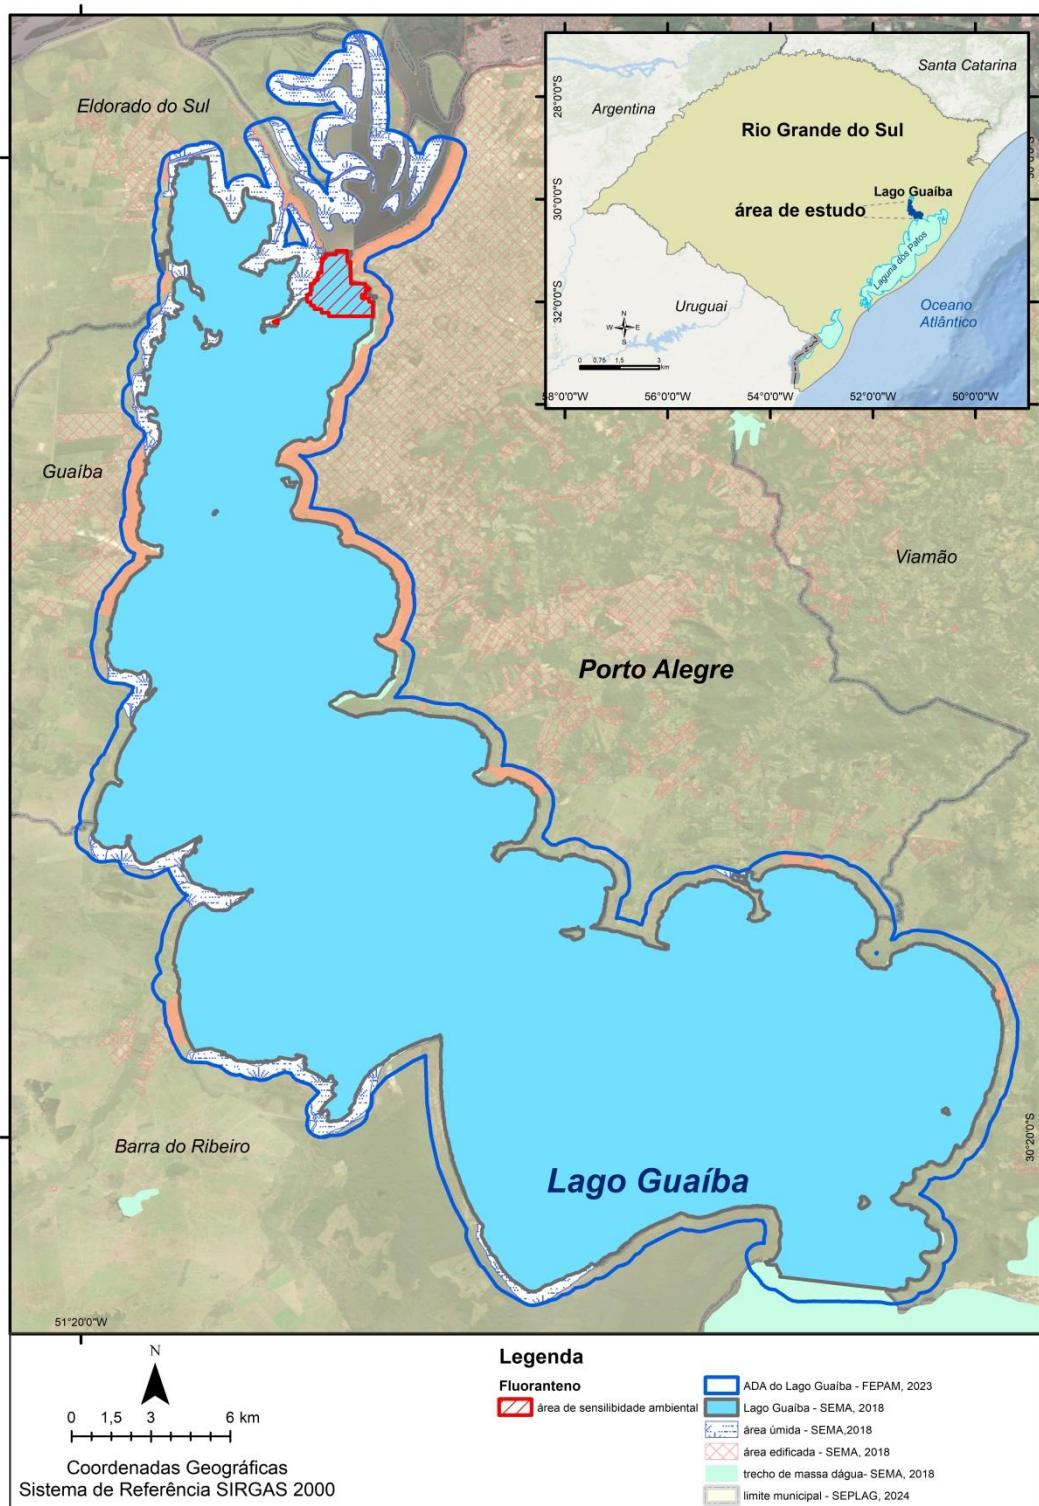 Eldorado do Sul
Guaíba
Barra do Ribeiro
Porto Alegre
Viamão
Lago Guaíba
51°20'0"W
30°20'0"S
Argentina
Santa Catarina
Rio Grande do Sul
Lago Guaíba
área de estudo
Laguna dos Patos
Uruguai
Oceano
Atlântico
N
W E
S
0 0,75 1,5 3
km
28°0'0"S
30°0'0"S
32°0'0"S
58°0'0"W
56°0'0"W
54°0'0"W
52°0'0"W
50°0'0"W
N
0 1,5 3 6 km
Coordenadas Geográficas
Sistema de Referência SIRGAS 2000
Legenda
Fluoranteno
área de sensilibidade ambiental
ADA do Lago Guaíba - FEPAM, 2023
Lago Guaíba - SEMA, 2018
área úmida - SEMA,2018
área edificada - SEMA, 2018
trecho de massa dágua- SEMA, 2018
limite municipal - SEPLAG, 2024